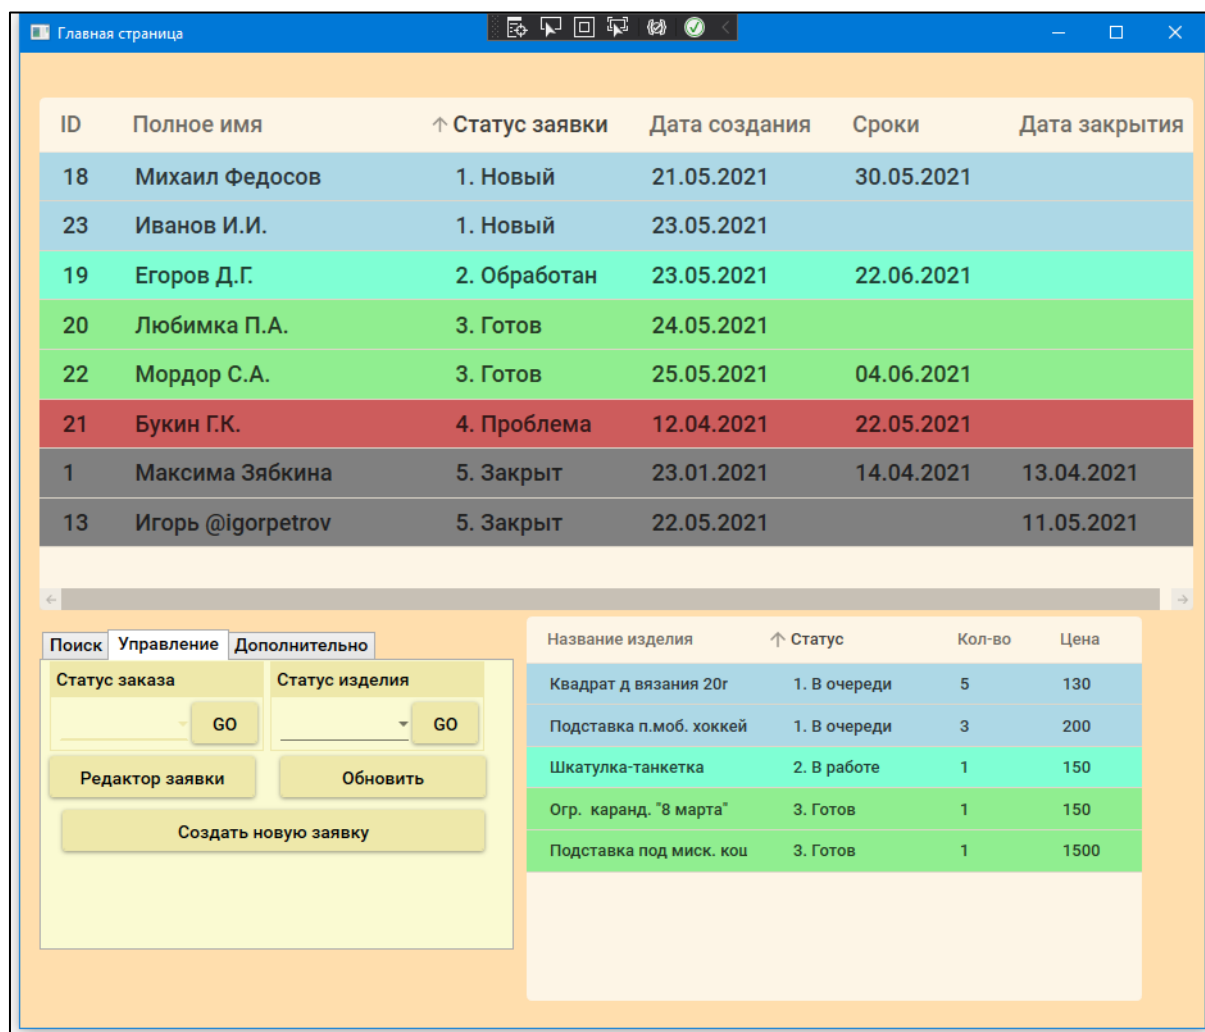 Главная страница
ID Полное имя Статус заявки Дата создания Сроки Дата закрытия
18 Михаил Федосов 1. Новый 21.05.2021 30.05.2021
23 Иванов И.И. 1. Новый 23.05.2021
19 Егоров Д.Г. 2. Обработан 23.05.2021 22.06.2021
20 Любимка П.А. 3. Готов 24.05.2021
22 Мордор С.А. 3. Готов 25.05.2021 04.06.2021
21 Букин Г.К. 4. Проблема 12.04.2021 22.05.2021
1 Максима Зябкина 5. Закрыт 23.01.2021 14.04.2021 13.04.2021
13 Игорь @igorpetrov 5. Закрыт 22.05.2021 11.05.2021
Поиск Управление Дополнительно
Статус заказа Статус изделия
GO GO
Редактор заявки Обновить
Создать новую заявку
Название изделия Статус Кол-во Цена
Квадрат д вязания 20г 1. В очереди 5 130
Подставка п.моб. хоккей 1. В очереди 3 200
Шкатулка-танкетка 2. В работе 1 150
Огр. каранд. "8 марта" 3. Готов 1 150
Подставка под миск. кош 3. Готов 1 1500